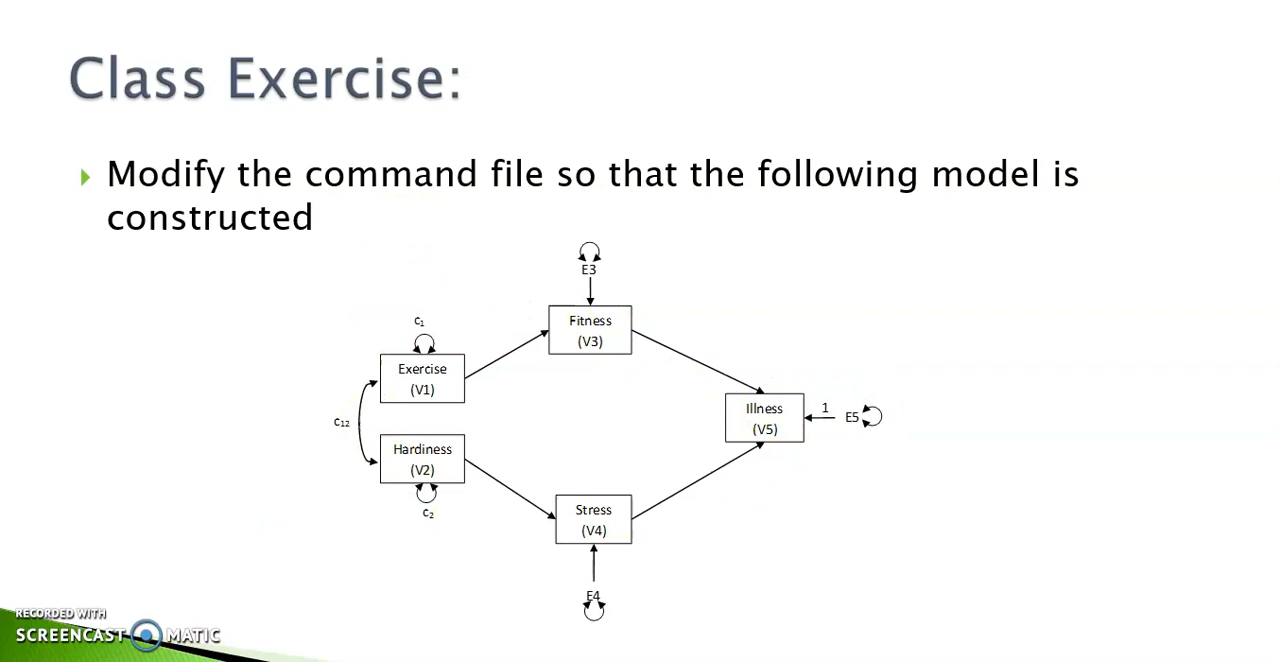 Class Exercise:
Modify the command file so that the following model is
constructed
E3
Fitness
(V3)
c1
Exercise
(V1)
c12
Hardiness
(V2)
c2
Illness
(V5)
1
E5
Stress
(V4)
E4
RECORDED WITH
SCREENCAST MATIC